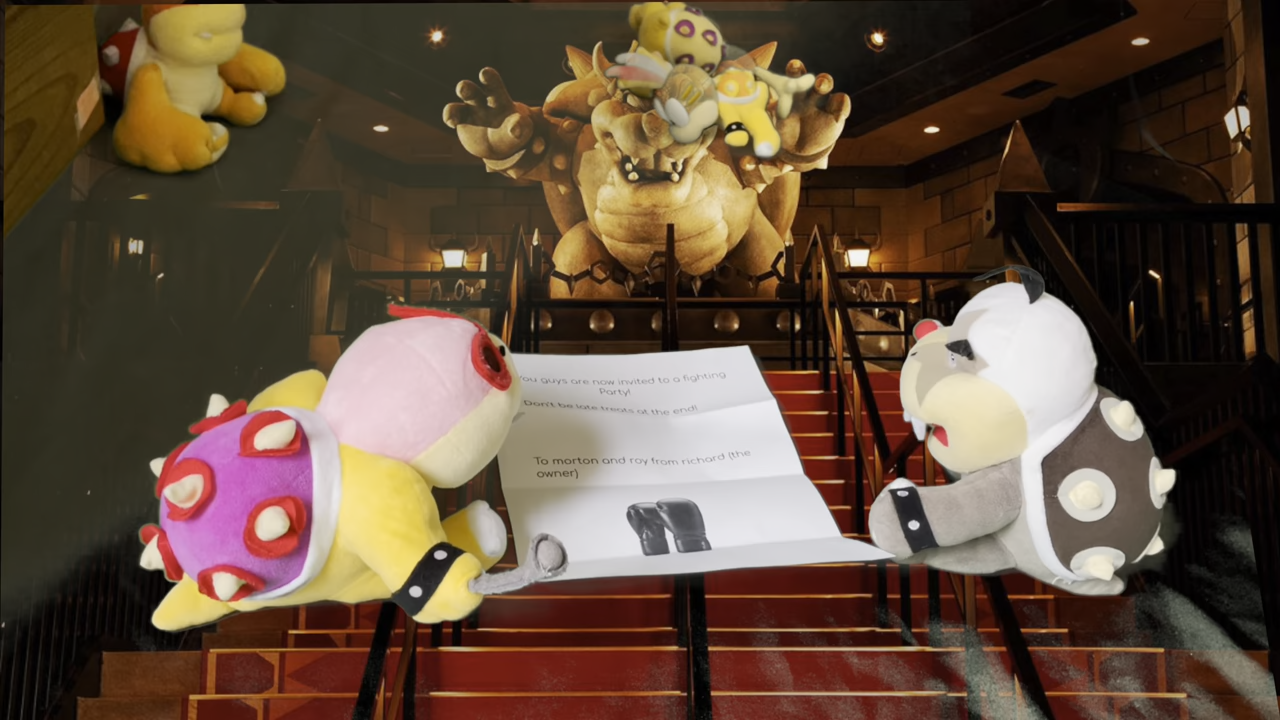 You guys are now invited to a fighting
Party!
Don't be late treats at the end!
To morton and roy from richard (the
owner)